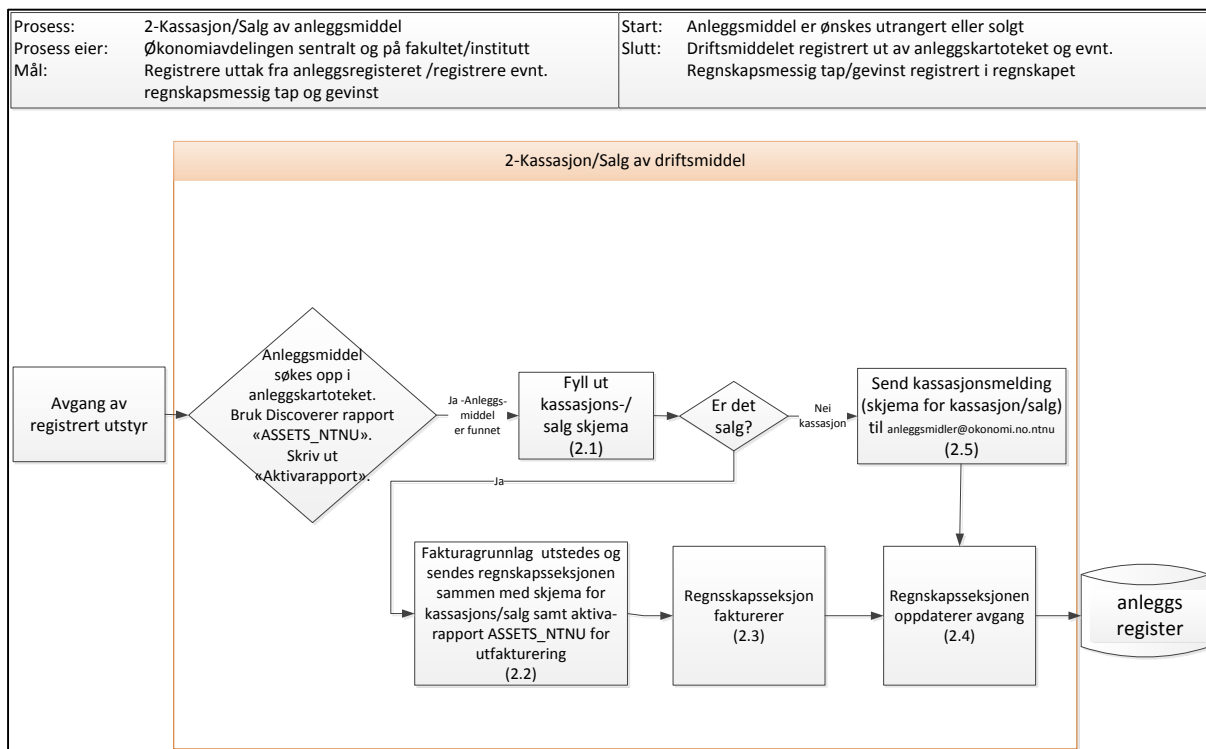 Prosess: 2-Kassasjon/Salg av anleggsmiddel
Prosess eier: Økonomiavdelingen sentralt og på fakultet/institutt
Mål: Registrere uttak fra anleggsregisteret /registrere evnt.
regnskapsmessig tap og gevinst
Start: Anleggsmiddel er ønskes utrangert eller solgt
Slutt: Driftsmiddelet registrert ut av anleggskartoteket og evnt.
Regnskapsmessig tap/gevinst registrert i regnskapet
2-Kassasjon/Salg av driftsmiddel
Avgang av
registrert utstyr
Anleggsmiddel
søkes opp i
anleggskartoteket.
Bruk Discoverer rapport
«ASSETS_NTNU».
Skriv ut
«Aktivarapport».
Ja -Anleggs-
middel
er funnet
Fyll ut
kassasjons-/
salg skjema
(2.1)
Er det
salg?
Nei
kassasjon
Send kassasjonsmelding
(skjema for kassasjon/salg)
til anleggsmidler@okonomi.no.ntnu
(2.5)
Ja
Fakturagrunnlag utstedes og
sendes regnskapsseksjonen
sammen med skjema for
kassasjons/salg samt aktiva-
rapport ASSETS_NTNU for
utfakturering
(2.2)
Regnsskapsseksjon
fakturerer
(2.3)
Regnskapsseksjonen
oppdaterer avgang
(2.4)
anleggs
register